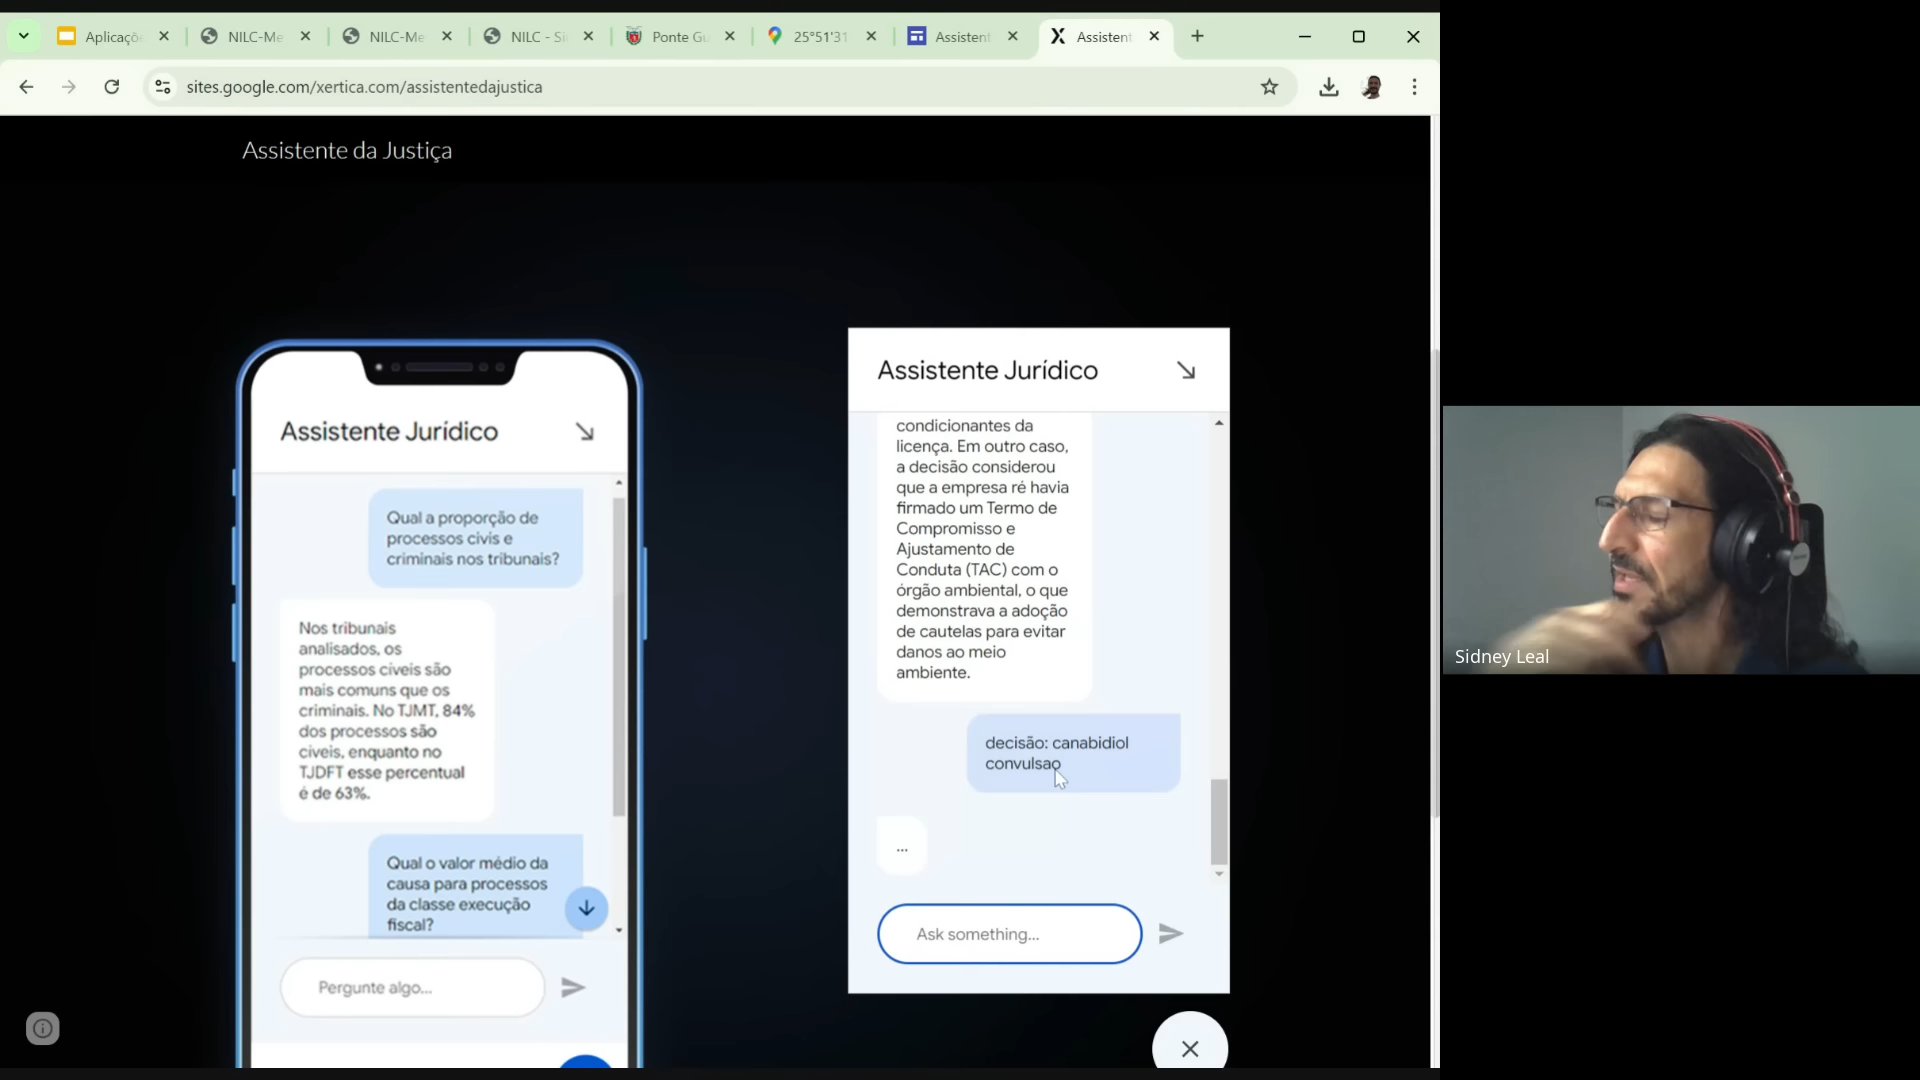 Aplicaçõ
NILC-Me
NILC-Me
NILC - Si
Ponte Gu
25°51'31
Assistent
Assistent
sites.google.com/xertica.com/assistentedajustica
Assistente da Justiça
Assistente Jurídico
Qual a proporção de
processos civis e
criminais nos tribunais?
Nos tribunais
analisados, os
processos cíveis são
mais comuns que os
criminais. No TJMT, 84%
dos processos são
cíveis, enquanto no
TJDFT esse percentual
é de 63%.
Qual o valor médio da
causa para processos
da classe execução
fiscal?
Pergunte algo...
Assistente Jurídico
condicionantes da
licença. Em outro caso,
a decisão considerou
que a empresa ré havia
firmado um Termo de
Compromisso e
Ajustamento de
Conduta (TAC) com o
órgão ambiental, o que
demonstrava a adoção
de cautelas para evitar
danos ao meio
ambiente.
decisão: canabidiol
convulsao
...
Ask something...
Sidney Leal